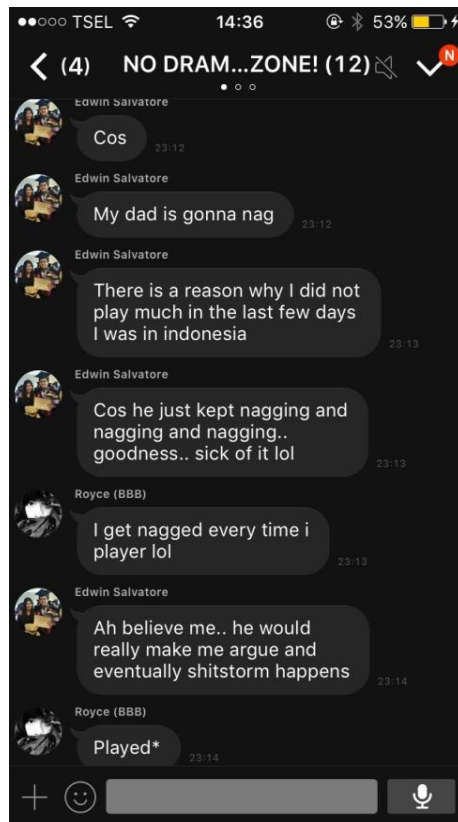 TSEL 14:36 53%
(4) NO DRAM...ZONE! (12) N
Edwin Salvatore
Cos
23:12
Edwin Salvatore
My dad is gonna nag
23:12
Edwin Salvatore
There is a reason why I did not
play much in the last few days
I was in indonesia
23:13
Edwin Salvatore
Cos he just kept nagging and
nagging and nagging..
goodness.. sick of it lol
23:13
Royce (BBB)
I get nagged every time i
player lol
23:13
Edwin Salvatore
Ah believe me.. he would
really make me argue and
eventually shitstorm happens
23:14
Royce (BBB)
Played*
23:14